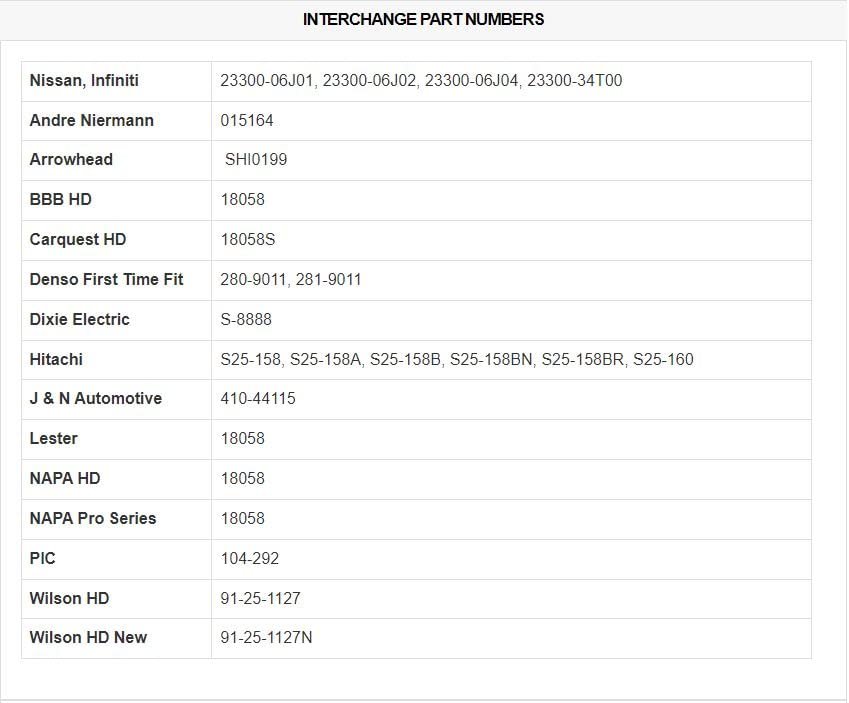 INTERCHANGE PART NUMBERS
Nissan, Infiniti 23300-06J01, 23300-06J02, 23300-06J04, 23300-34T00
Andre Niermann 015164
Arrowhead SHI0199
BBB HD 18058
Carquest HD 18058S
Denso First Time Fit 280-9011, 281-9011
Dixie Electric S-8888
Hitachi S25-158, S25-158A, S25-158B, S25-158BN, S25-158BR, S25-160
J & N Automotive 410-44115
Lester 18058
NAPA HD 18058
NAPA Pro Series 18058
PIC 104-292
Wilson HD 91-25-1127
Wilson HD New 91-25-1127N